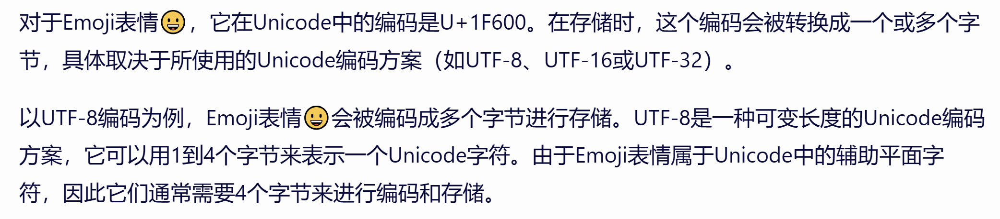 对于Emoji表情😀，它在Unicode中的编码是U+1F600。在存储时，这个编码会被转换成一个或多个字
节，具体取决于所使用的Unicode编码方案（如UTF-8、UTF-16或UTF-32）。
以UTF-8编码为例，Emoji表情😀会被编码成多个字节进行存储。UTF-8是一种可变长度的Unicode编码
方案，它可以用1到4个字节来表示一个Unicode字符。由于Emoji表情属于Unicode中的辅助平面字
符，因此它们通常需要4个字节来进行编码和存储。